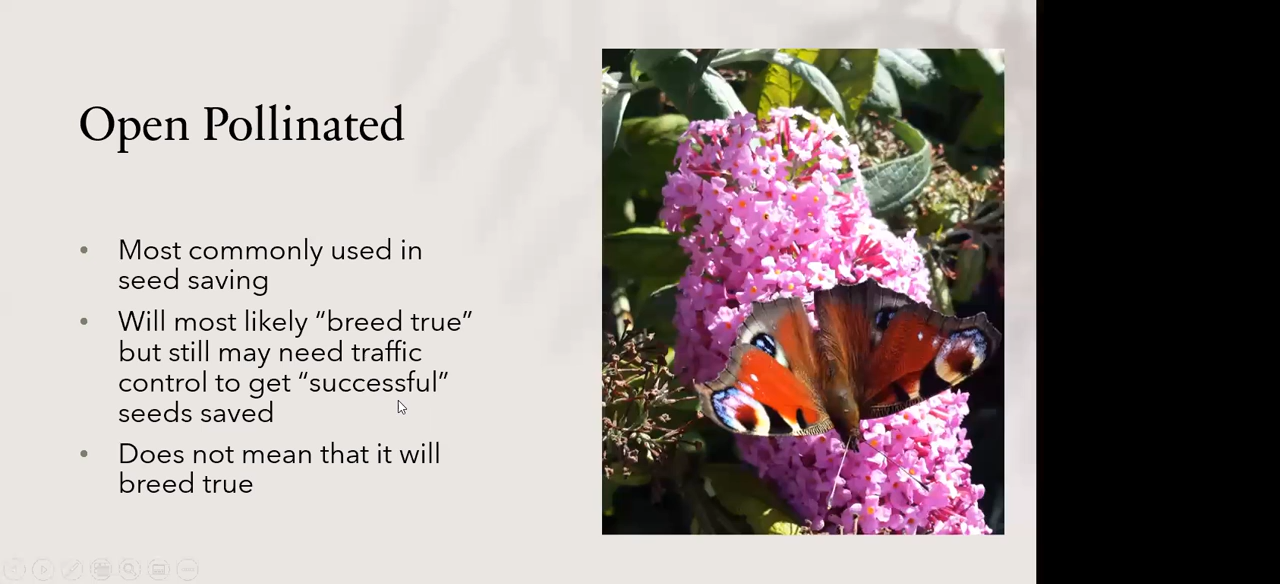 Open Pollinated
• Most commonly used in
seed saving
• Will most likely “breed true”
but still may need traffic
control to get “successful”
seeds saved
• Does not mean that it will
breed true